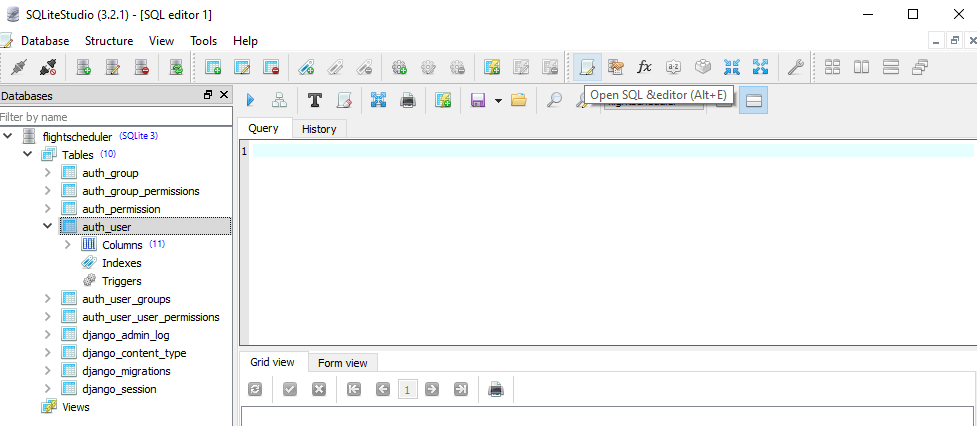 SQLiteStudio (3.2.1) - [SQL editor 1]
Database Structure View Tools Help
Databases
Open SQL &editor (Alt+E)
Filter by name
flightscheduler (SQLite 3)
Tables (10)
auth_group
auth_group_permissions
auth_permission
auth_user
Columns (11)
Indexes
Triggers
auth_user_groups
auth_user_user_permissions
django_admin_log
django_content_type
django_migrations
django_session
Views
Query History
1
Grid view Form view
1